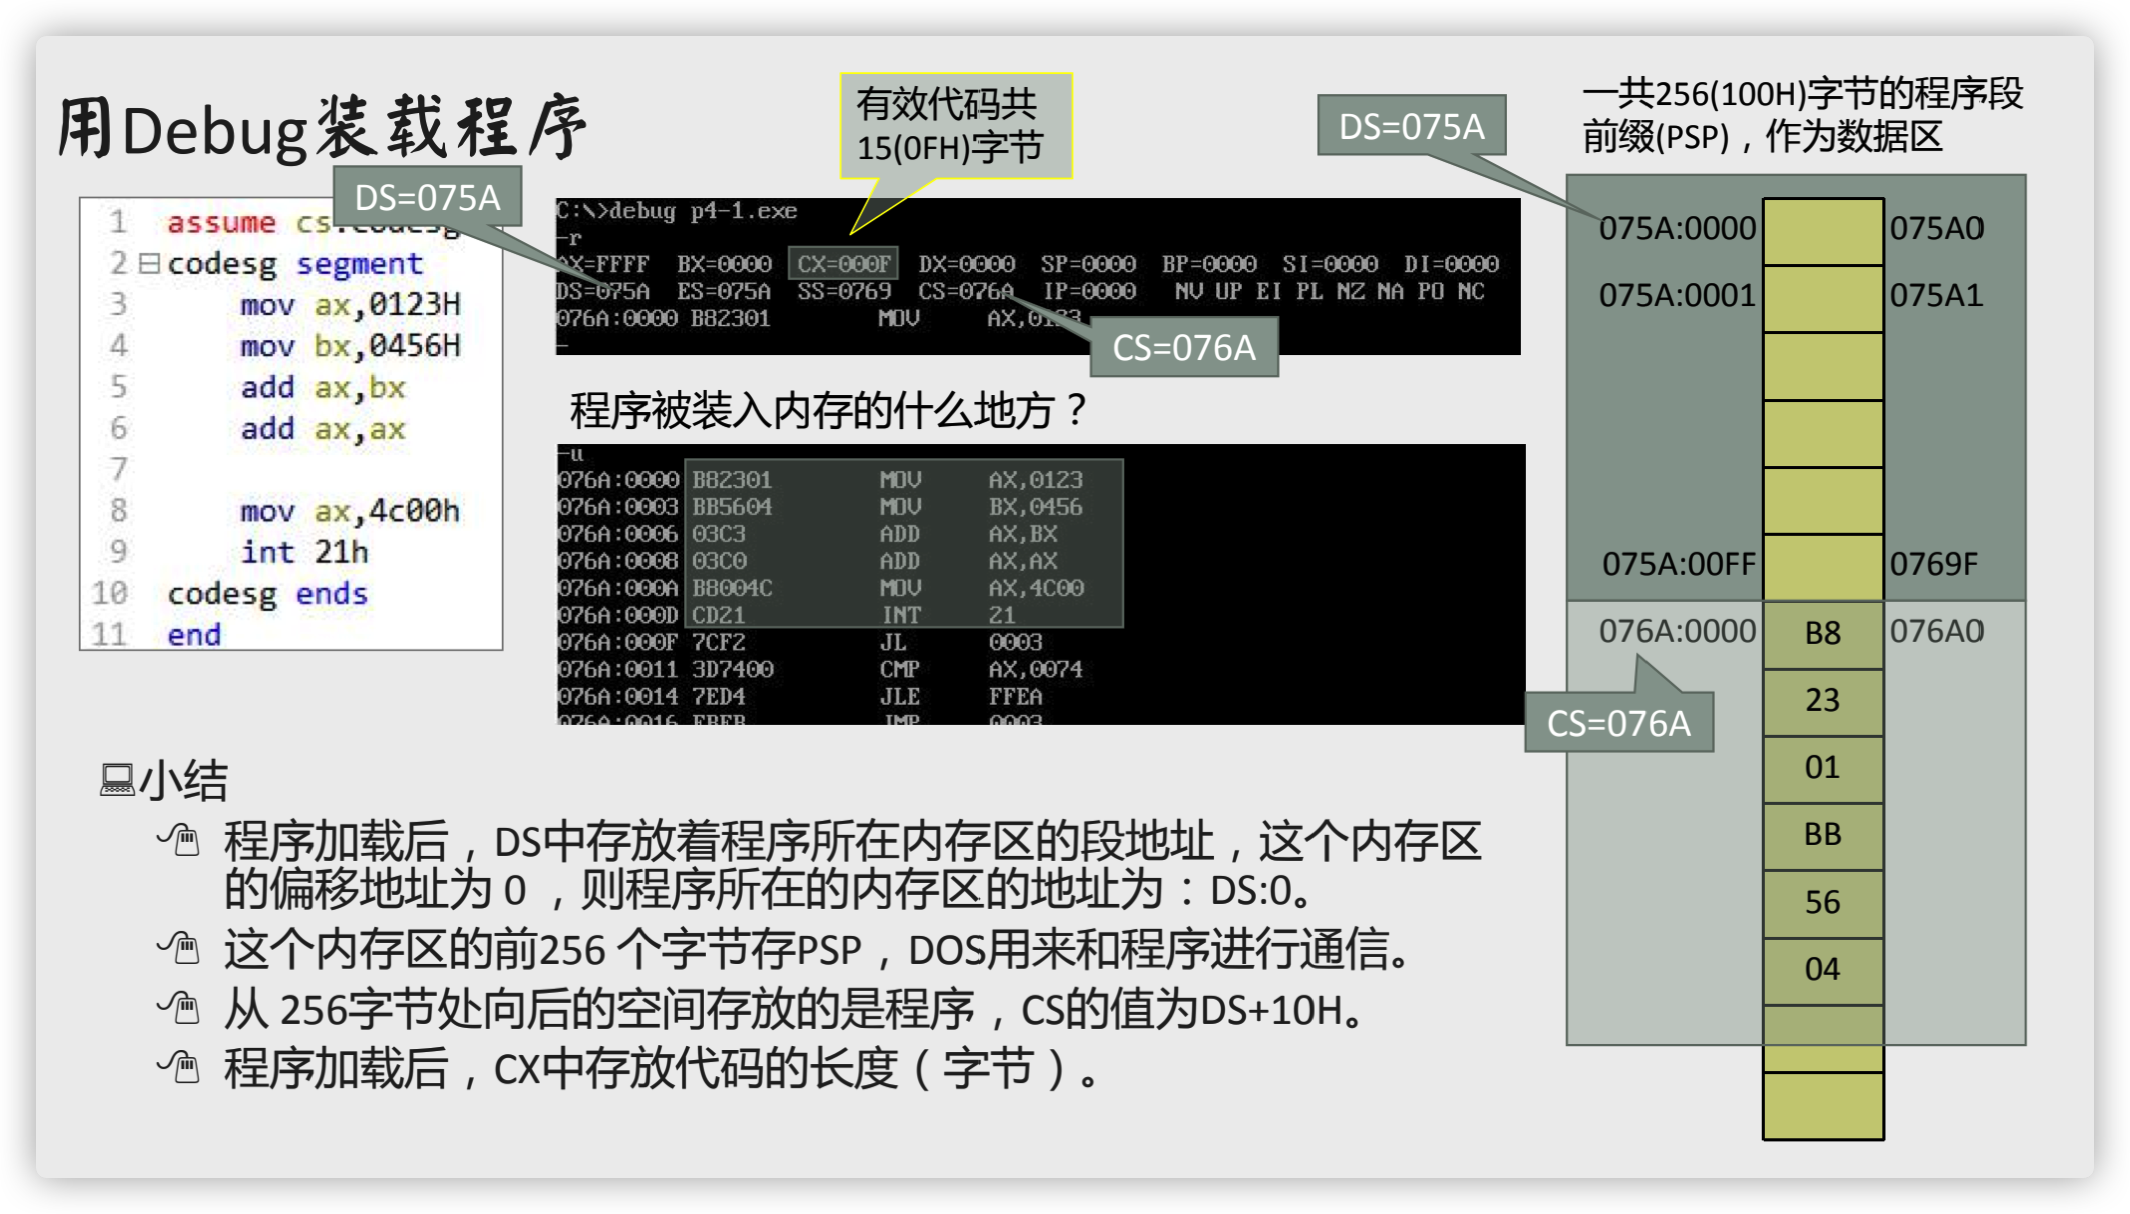 用Debug装载程序
有效代码共
15(0FH)字节
DS=075A
一共256(100H)字节的程序段
前缀(PSP)，作为数据区
DS=075A
1 assume cs:codesg
2 codesg segment
3 mov ax,0123H
4 mov bx,0456H
5 add ax,bx
6 add ax,ax
7
8 mov ax,4c00h
9 int 21h
10 codesg ends
11 end
C:\>debug p4-1.exe
-r
AX=FFFF BX=0000 CX=000F DX=0000 SP=0000 BP=0000 SI=0000 DI=0000
DS=075A ES=075A SS=0769 CS=076A IP=0000 NV UP EI PL NZ NA PO NC
076A:0000 B82301 MOV AX,0123
-
CS=076A
程序被装入内存的什么地方？
-u
076A:0000 B82301 MOV AX,0123
076A:0003 BB5604 MOV BX,0456
076A:0006 03C3 ADD AX,BX
076A:0008 03C0 ADD AX,AX
076A:000A B8004C MOV AX,4C00
076A:000D CD21 INT 21
076A:000F 7CF2 JL 0003
076A:0011 3D7400 CMP AX,0074
076A:0014 7ED4 JLE FFEA
076A:0016 EBEB JMP 0003
075A:0000 075A0
075A:0001 075A1
075A:00FF 0769F
076A:0000 B8 076A0
23
CS=076A
01
BB
56
04
小结
程序加载后，DS中存放着程序所在内存区的段地址，这个内存区
的偏移地址为 0 ，则程序所在的内存区的地址为：DS:0。
这个内存区的前256 个字节存PSP，DOS用来和程序进行通信。
从 256字节处向后的空间存放的是程序，CS的值为DS+10H。
程序加载后，CX中存放代码的长度（字节）。